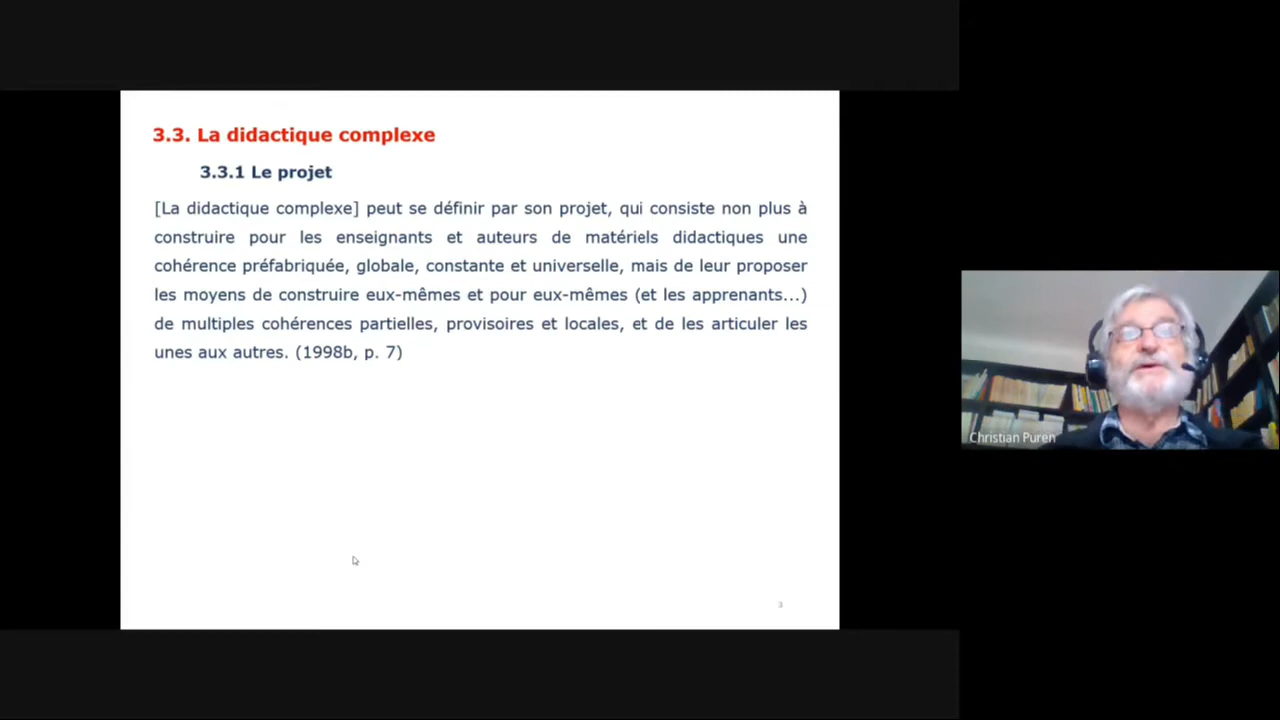 3.3. La didactique complexe
3.3.1 Le projet
[La didactique complexe] peut se définir par son projet, qui consiste non plus à
construire pour les enseignants et auteurs de matériels didactiques une
cohérence préfabriquée, globale, constante et universelle, mais de leur proposer
les moyens de construire eux-mêmes et pour eux-mêmes (et les apprenants...)
de multiples cohérences partielles, provisoires et locales, et de les articuler les
unes aux autres. (1998b, p. 7)
3
Christian Puren